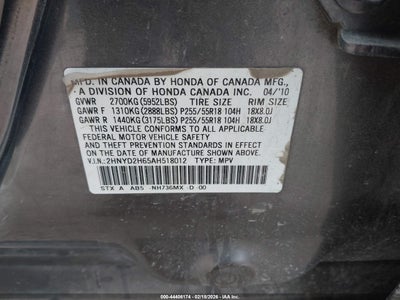 MFD. IN CANADA BY HONDA OF CANADA MFG.,
A DIVISION OF HONDA CANADA INC. 04/'10
GVWR 2700KG(5952LBS) TIRE SIZE RIM SIZE
GAWR F 1310KG(2888LBS) P255/55R18 104H 18X8.0J
GAWR R 1440KG(3175LBS) P255/55R18 104H 18X8.0J
THIS VEHICLE CONFORMS TO ALL APPLICABLE
FEDERAL MOTOR VEHICLE SAFETY AND
THEFT PREVENTION STANDARDS IN EFFECT ON THE
DATE OF MANUFACTURE SHOWN ABOVE.
V.I.N.:2HNYD2H65AH518012 TYPE: MPV
STX A AB5 NH736MX D 00
000-44408174 - 02/18/2026 - © IAA, LLC